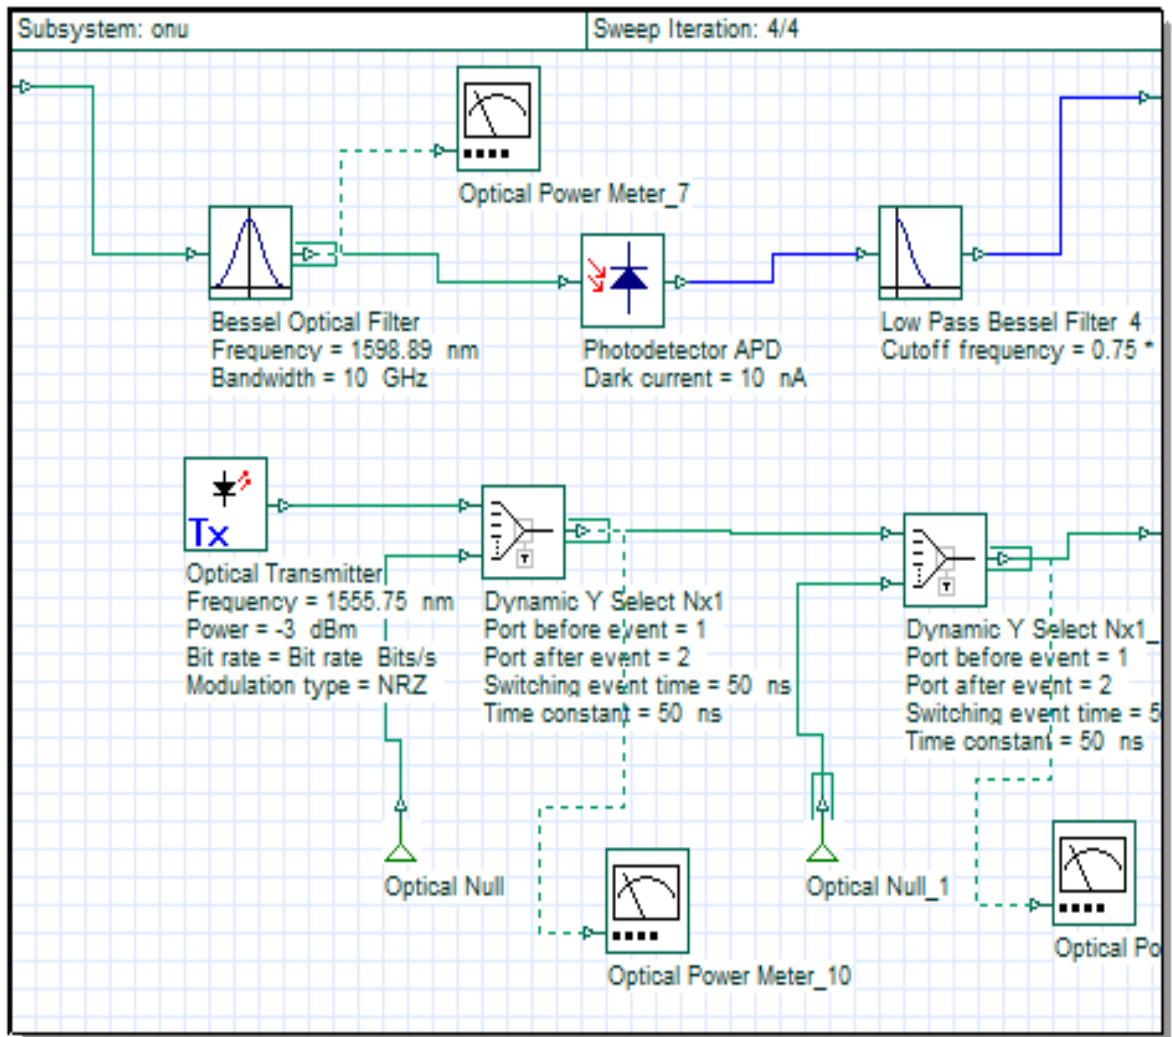 Subsystem: onu
Sweep Iteration: 4/4
Optical Power Meter_7
Bessel Optical Filter
Frequency = 1598.89 nm
Bandwidth = 10 GHz
Photodetector APD
Dark current = 10 nA
Low Pass Bessel Filter_4
Cutoff frequency = 0.75 *
Tx
Optical Transmitter
Frequency = 1555.75 nm
Power = -3 dBm
Bit rate = Bit rate Bits/s
Modulation type = NRZ
T
Dynamic Y Select Nx1
Port before event = 1
Port after event = 2
Switching event time = 50 ns
Time constant = 50 ns
T
Dynamic Y Select Nx1_
Port before event = 1
Port after event = 2
Switching event time = 5
Time constant = 50 ns
Optical Null
Optical Null_1
Optical Power Meter_10
Optical Po